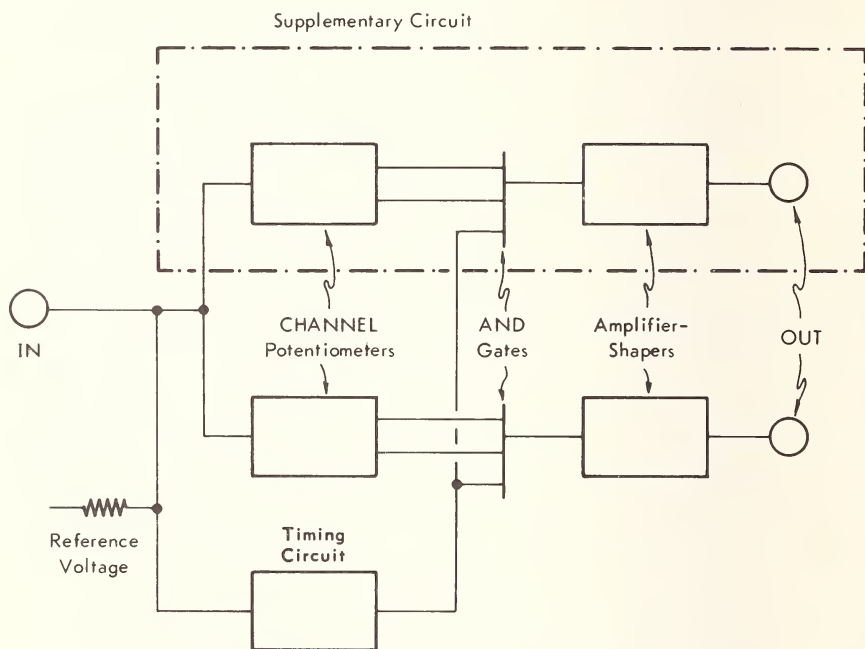 Supplementary Circuit
IN
CHANNEL
Potentiometers
AND
Gates
Amplifier-
Shapers
OUT
Reference
Voltage
Timing
Circuit